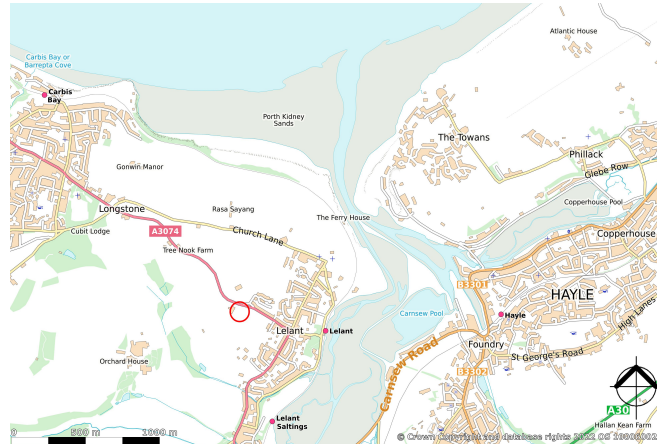 Atlantic House
Carbis Bay or
Barrepta Cove
Carbis
Bay
Porth Kidney
Sands
The Towans
Phillack
Gonwin Manor
Glebe Row
Longstone
Rasa Sayang
The Ferry House
Copperhouse Pool
Cubit Lodge
A3074
Church Lane
Copperhouse
Tree Nook Farm
B3301
HAYLE
Carnsew Pool
Hayle
High Lanes
Lelant
Lelant
Foundry
St George's Road
Orchard House
Carnsew Road
B3302
A30
Lelant
Saltings
Hallan Kean Farm
0 500 m 1000 m
© Crown Copyright and database rights 2022 OS